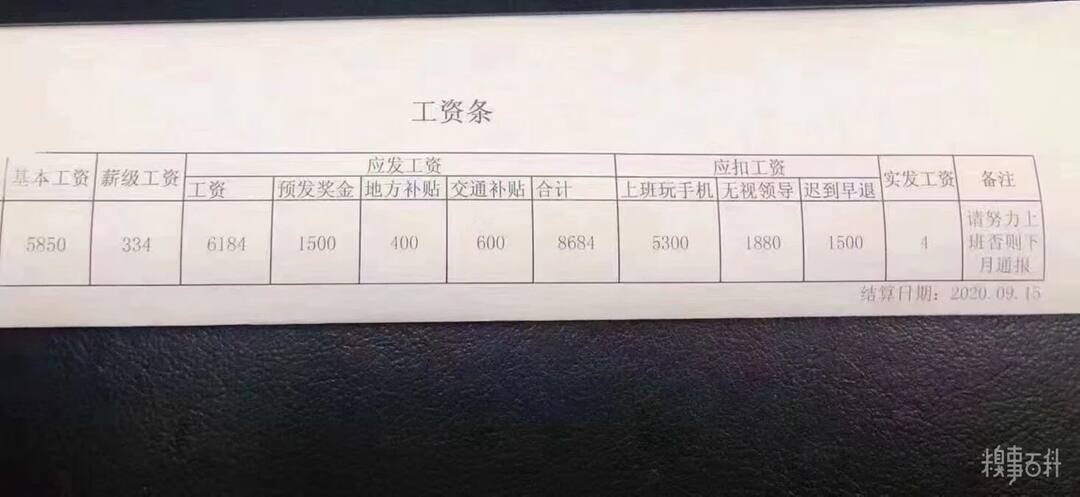 工资条
基本工资 薪级工资 应发工资 应扣工资 实发工资 备注
工资 预发奖金 地方补贴 交通补贴 合计 上班玩手机 无视领导 迟到早退
5850 334 6184 1500 400 600 8684 5300 1880 1500 4 请努力上
班否则下
月通报
结算日期：2020.09.15
糗事百科